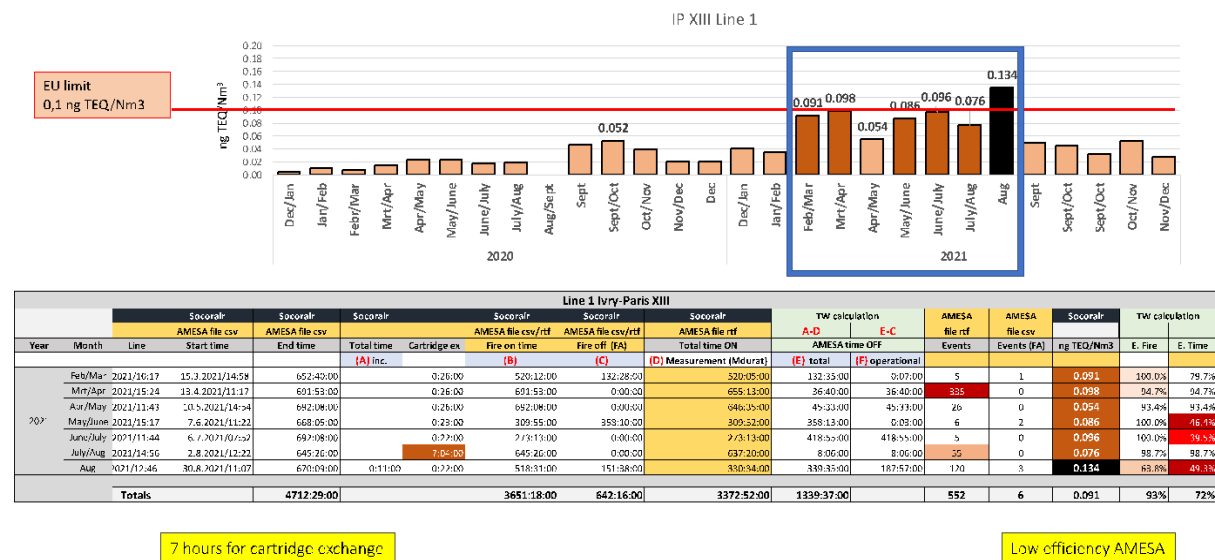 IP XIII Line 1
EU limit
0,1 ng TEQ/Nm3
ng TEQ/Nm³
0.20
0.18
0.16
0.14
0.12
0.10
0.08
0.06
0.04
0.02
0.00
0.052
0.091
0.098
0.054
0.086
0.096
0.076
0.134
Dec/Jan
Jan/Feb
Febr/Mar
Mrt/Apr
Apr/May
May/June
June/July
July/Aug
Aug/Sept
Sept
Sept/Oct
Oct/Nov
Nov/Dec
Dec
Dec/Jan
Jan/Feb
Feb/Mar
Mrt/Apr
Apr/May
May/June
June/July
July/Aug
Aug
Sept
Sept/Oct
Sept/Oct
Oct/Nov
Nov/Dec
2020
2021
Line 1 Ivry-Paris XIII
Socorair Socorair Socorair Socorair Socorair Socorair TW calculation AMESA AMESA Socorair TW calculation
AMESA file csv AMESA file csv AMESA file csv/rtf AMESA file csv/rtf AMESA file rtf A-D E-C file rtf file csv
Year Month Line Start time End time Total time Cartridge ex Fire on time Fire off (FA) Total time ON AMESA time OFF Events Events (FA) ng TEQ/Nm3 E. Fire E. Time
(A) inc. (B) (C) (D) Measurement (Mdurat) (E) total (F) operational
Feb/Mar 15.3.2021/14:58 652:40:00 0:26:00 520:12:00 132:28:00 520:05:00 132:35:00 0:07:00 5 1 0.091 100.0% 79.7%
Mrt/Apr 2021/15:24 13.4.2021/11:17 691:53:00 0:26:00 691:53:00 0:00:00 655:13:00 36:40:00 36:40:00 335 0 0.098 94.7% 94.7%
Apr/May 2021/11:43 10.5.2021/14:54 692:08:00 0:26:00 692:08:00 0:00:00 646:35:00 45:33:00 45:33:00 26 0 0.054 93.4% 93.4%
2021 May/June 2021/15:17 7.6.2021/11:22 668:05:00 0:23:00 309:55:00 358:10:00 309:52:00 358:13:00 0:03:00 6 2 0.086 100.0% 46.4%
June/July 2021/11:44 6.7.2021/07:52 692:08:00 0:22:00 273:13:00 0:00:00 273:13:00 418:55:00 418:55:00 5 0 0.096 100.0% 39.5%
July/Aug 2021/14:56 2.8.2021/12:22 645:26:00 7:04:00 645:26:00 0:00:00 637:20:00 8:06:00 8:06:00 55 0 0.076 98.7% 98.7%
Aug 2021/12:46 30.8.2021/11:07 670:09:00 0:11:00 0:22:00 518:31:00 151:38:00 330:34:00 339:35:00 187:57:00 120 3 0.134 63.8% 49.3%
Totals 4712:29:00 3651:18:00 642:16:00 3372:52:00 1339:37:00 552 6 0.091 93% 72%
7 hours for cartridge exchange
Low efficiency AMESA